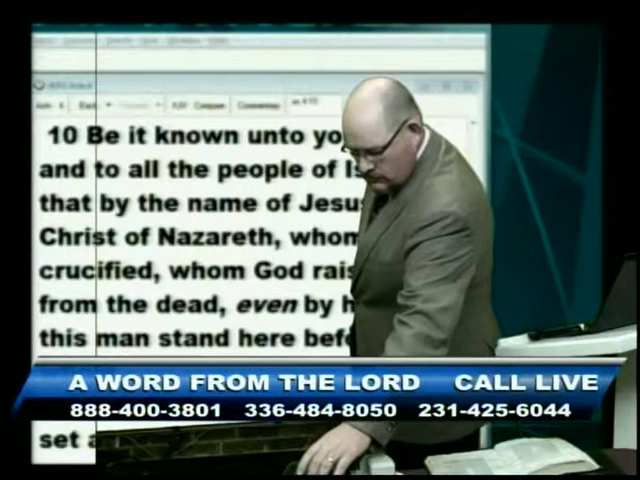 10 Be it known unto yo
and to all the people of Is
that by the name of Jesus
Christ of Nazareth, whom
crucified, whom God rais
from the dead, even by h
this man stand here befo
A WORD FROM THE LORD CALL LIVE
888-400-3801 336-484-8050 231-425-6044
set a